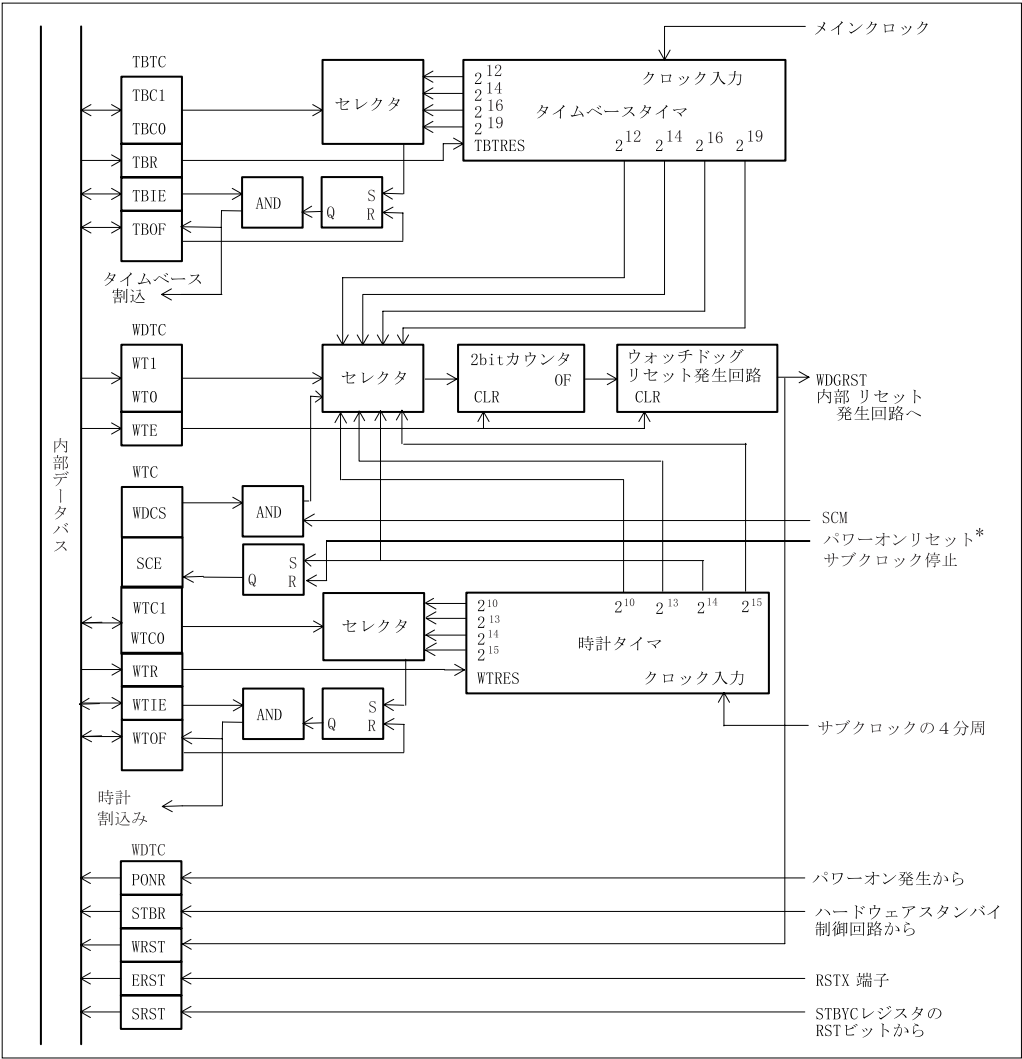 メインクロック
TBTC
TBC1
TBC0
TBR
TBIE
TBOF
セレクタ
2^12
2^14
2^16
2^19
TBTRES
クロック入力
タイムベースタイマ
2^12 2^14 2^16 2^19
AND
S
Q R
タイムベース
割込
WDTC
WT1
WT0
WTE
セレクタ
2bitカウンタ
OF
CLR
ウォッチドッグ
リセット発生回路
CLR
WDGRST
内部 リセット
発生回路へ
内部データバス
WTC
WDCS
SCE
WTC1
WTC0
WTR
WTIE
WTOF
AND
SCM
パワーオンリセット*
サブクロック停止
S
Q R
セレクタ
2^10
2^13
2^14
2^15
WTRES
2^10 2^13 2^14 2^15
時計タイマ
クロック入力
AND
S
Q R
サブクロックの4分周
時計
割込み
WDTC
PONR
STBR
WRST
ERST
SRST
パワーオン発生から
ハードウェアスタンバイ
制御回路から
RSTX 端子
STBYCレジスタの
RSTビットから